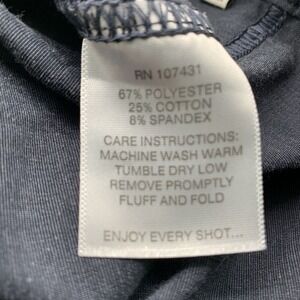 RN 107431
67% POLYESTER
25% COTTON
8% SPANDEX
CARE INSTRUCTIONS:
MACHINE WASH WARM
TUMBLE DRY LOW
REMOVE PROMPTLY
FLUFF AND FOLD
ENJOY EVERY SHOT...